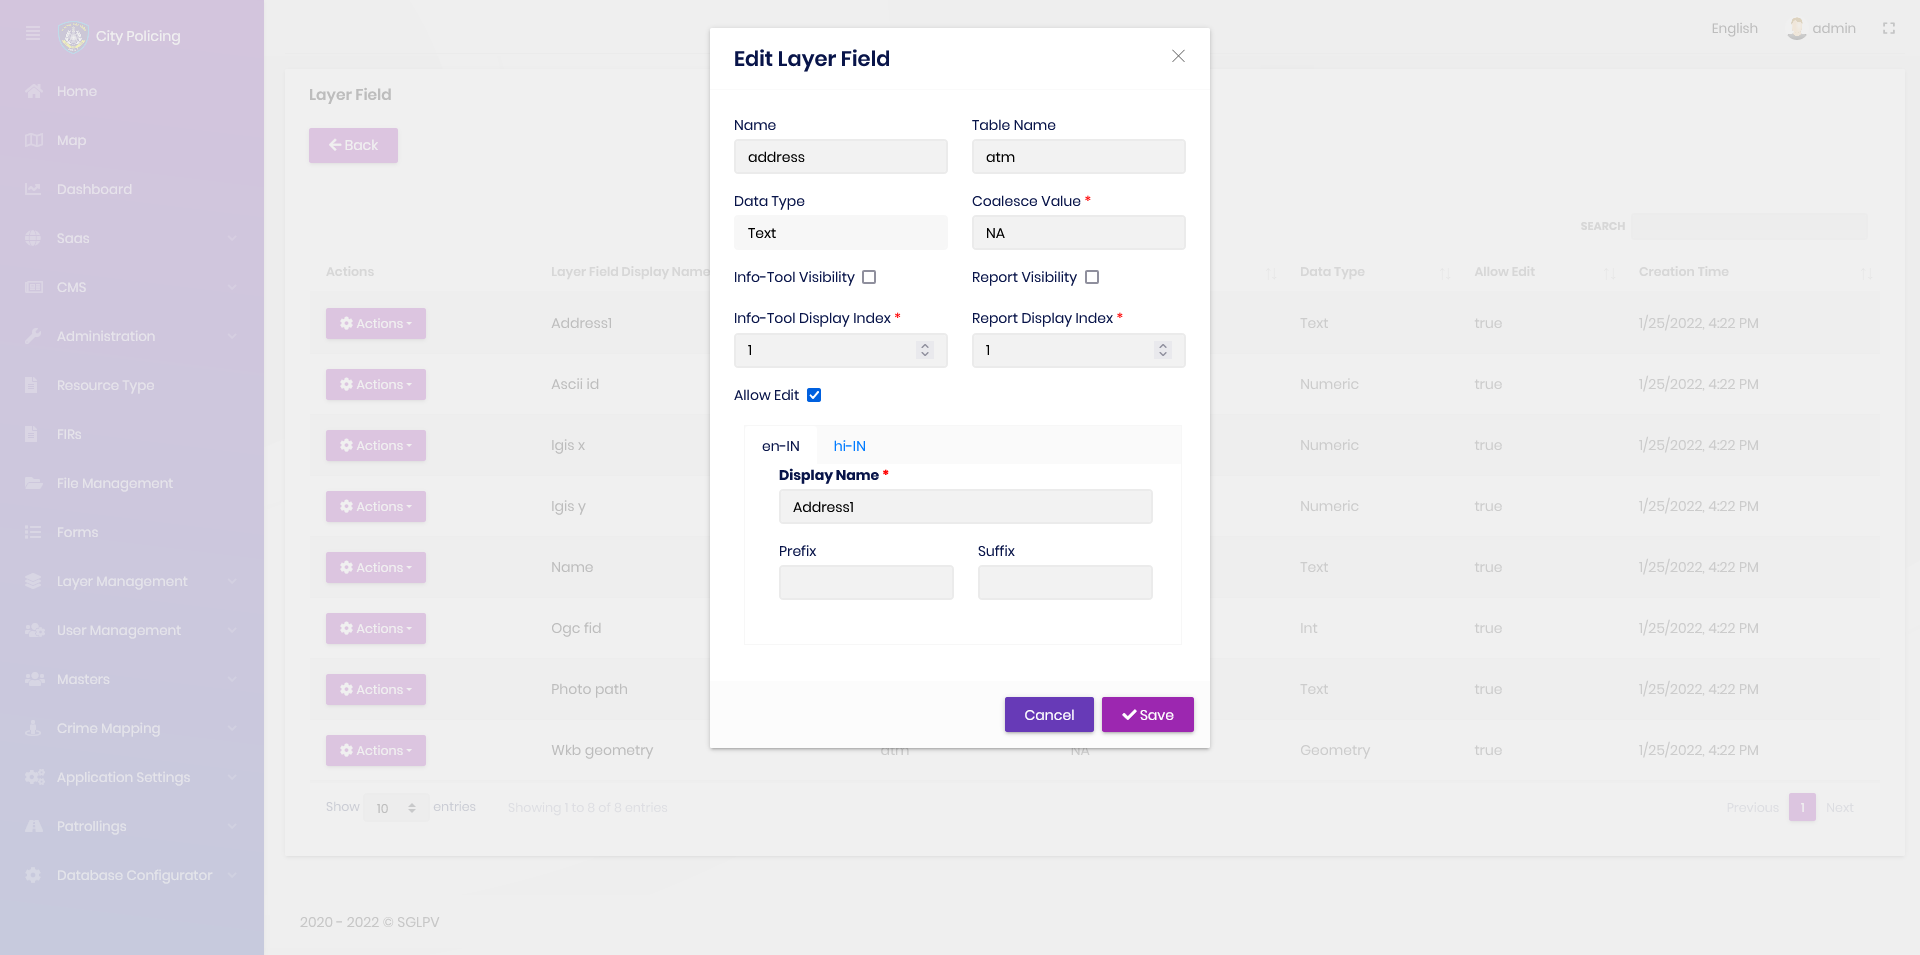 City Policing
Home
Map
Dashboard
Saas
CMS
Administration
Resource Type
FIRs
File Management
Forms
Layer Management
User Management
Masters
Crime Mapping
Application Settings
Patrollings
Database Configurator
English admin
Layer Field
Back
SEARCH
Actions Layer Field Display Name Data Type Allow Edit Creation Time
Actions Address1 Text true 1/25/2022, 4:22 PM
Actions Ascii id Numeric true 1/25/2022, 4:22 PM
Actions Igis x Numeric true 1/25/2022, 4:22 PM
Actions Igis y Numeric true 1/25/2022, 4:22 PM
Actions Name Text true 1/25/2022, 4:22 PM
Actions Ogc fid Int true 1/25/2022, 4:22 PM
Actions Photo path Text true 1/25/2022, 4:22 PM
Actions Wkb geometry atm NA Geometry true 1/25/2022, 4:22 PM
Show 10 entries Showing 1 to 8 of 8 entries Previous 1 Next
2020 - 2022 © SGLPV
Edit Layer Field
Name Table Name
address atm
Data Type Coalesce Value *
Text NA
Info-Tool Visibility Report Visibility
Info-Tool Display Index * Report Display Index *
1 1
Allow Edit
en-IN hi-IN
Display Name *
Address1
Prefix Suffix
Cancel Save